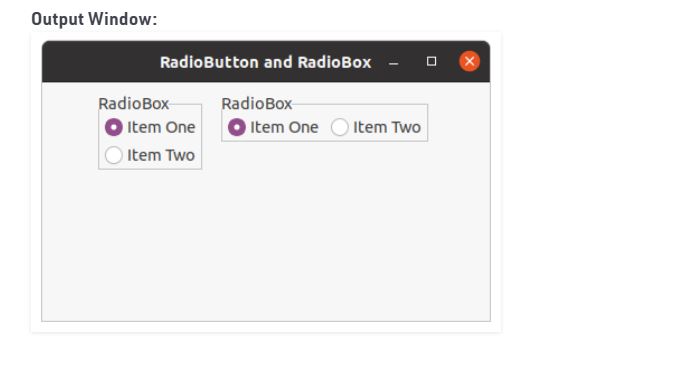 Output Window:
RadioButton and RadioBox
RadioBox
Item One
Item Two
RadioBox
Item One Item Two